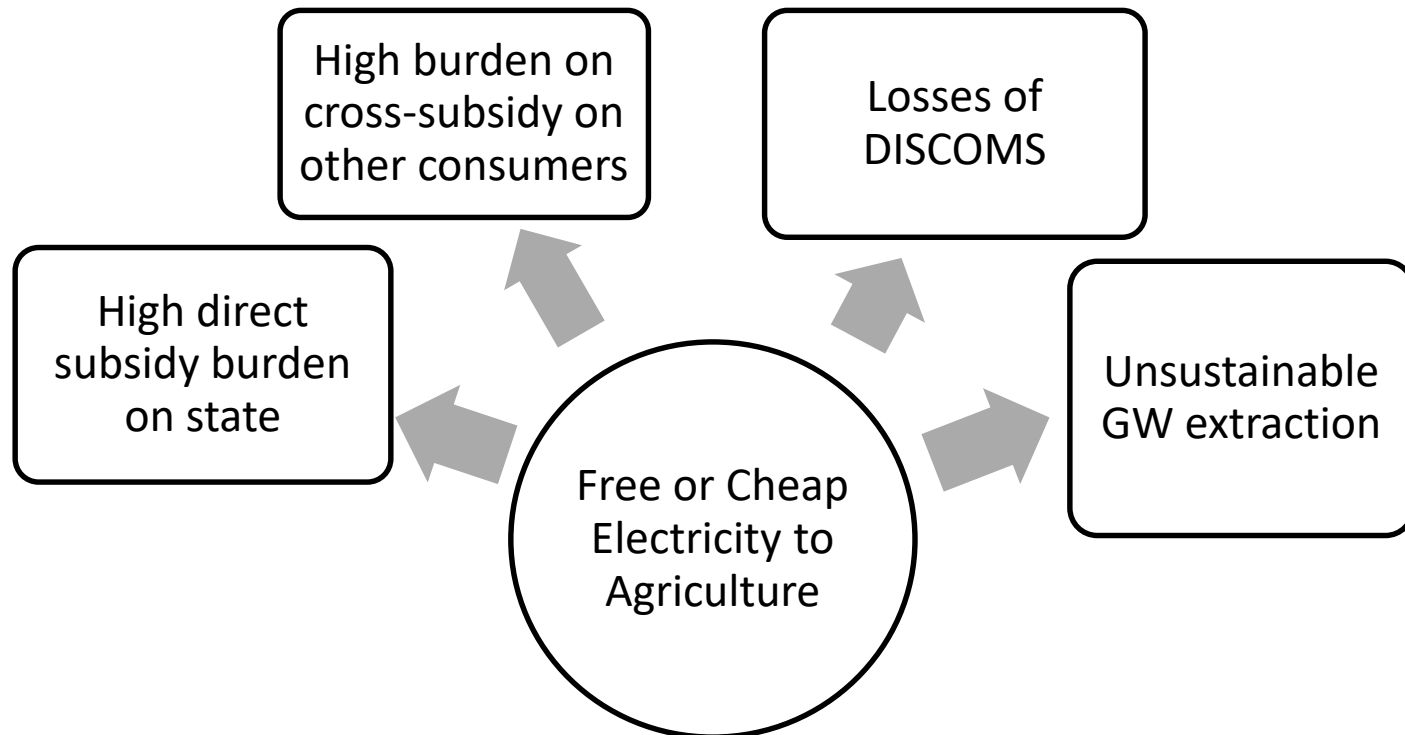 High burden on
cross-subsidy on
other consumers
Losses of
DISCOMS
High direct
subsidy burden
on state
Unsustainable
GW extraction
Free or Cheap
Electricity to
Agriculture